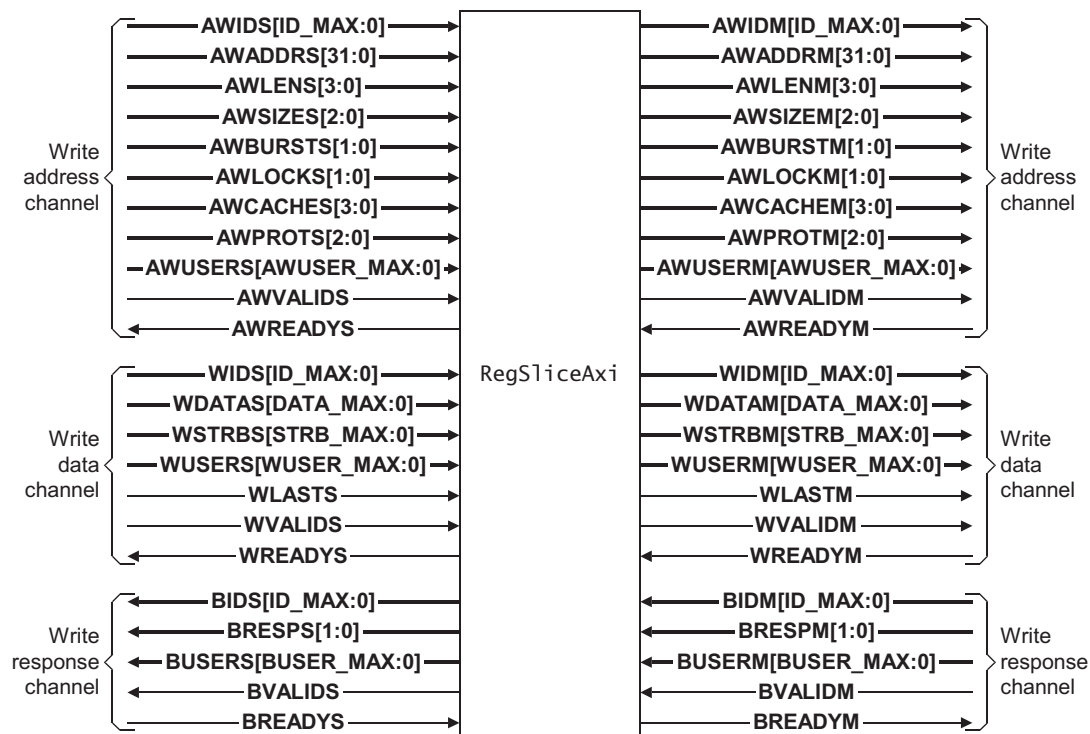 AWIDS[ID_MAX:0]
AWADDRS[31:0]
AWLENS[3:0]
AWSIZES[2:0]
AWBURSTS[1:0]
AWLOCKS[1:0]
AWCACHES[3:0]
AWPROTS[2:0]
AWUSERS[AWUSER_MAX:0]
AWVALIDS
AWREADYS
Write
address
channel
WIDS[ID_MAX:0]
WDATAS[DATA_MAX:0]
WSTRBS[STRB_MAX:0]
WUSERS[WUSER_MAX:0]
WLASTS
WVALIDS
WREADYS
Write
data
channel
BIDS[ID_MAX:0]
BRESPS[1:0]
BUSERS[BUSER_MAX:0]
BVALIDS
BREADYS
Write
response
channel
RegSliceAxi
AWIDM[ID_MAX:0]
AWADDRM[31:0]
AWLENM[3:0]
AWSIZEM[2:0]
AWBURSTM[1:0]
AWLOCKM[1:0]
AWCACHEM[3:0]
AWPROTM[2:0]
AWUSERM[AWUSER_MAX:0]
AWVALIDM
AWREADYM
Write
address
channel
WIDM[ID_MAX:0]
WDATAM[DATA_MAX:0]
WSTRBM[STRB_MAX:0]
WUSERM[WUSER_MAX:0]
WLASTM
WVALIDM
WREADYM
Write
data
channel
BIDM[ID_MAX:0]
BRESPM[1:0]
BUSERM[BUSER_MAX:0]
BVALIDM
BREADYM
Write
response
channel